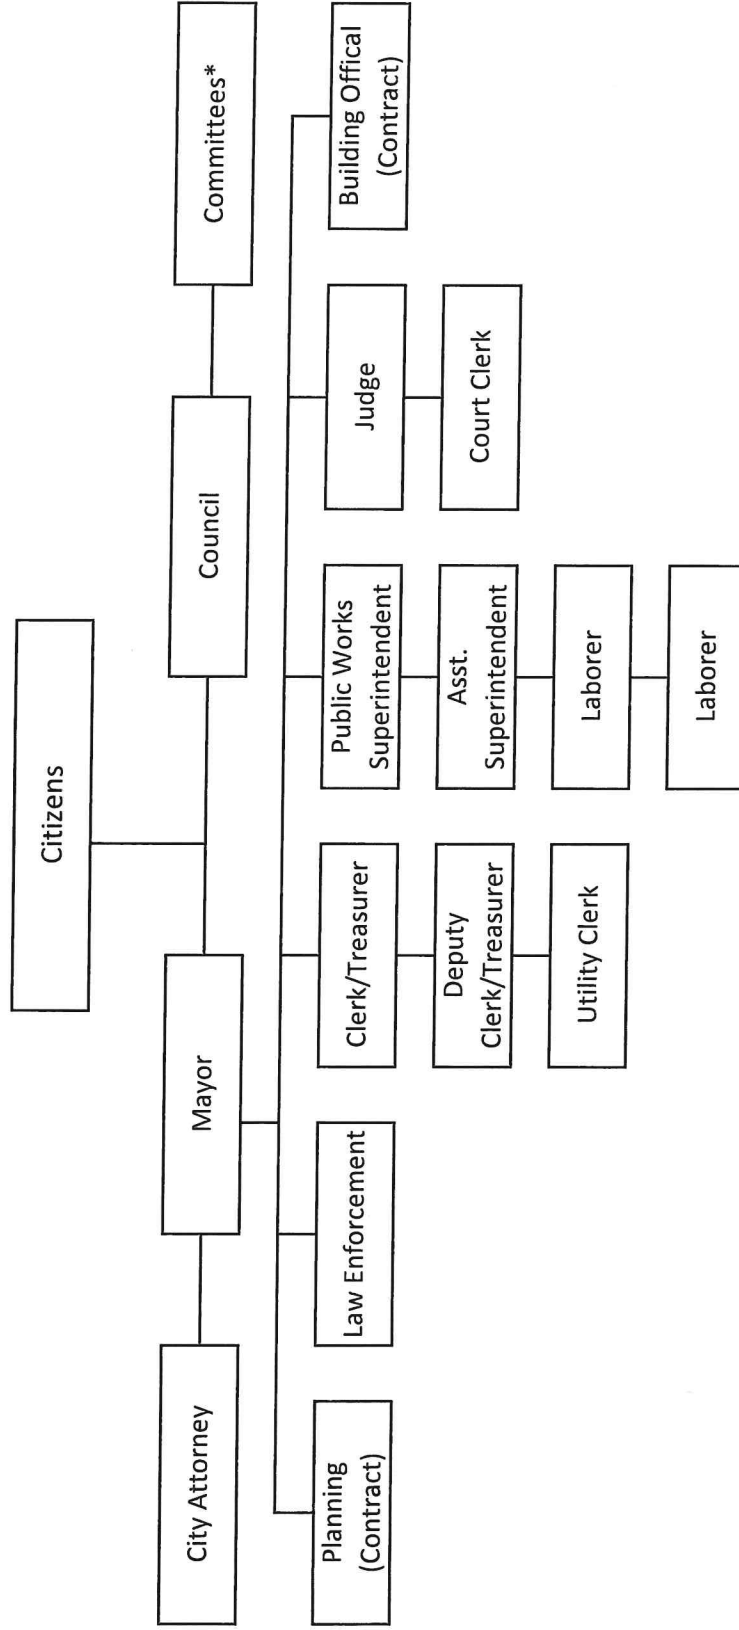 Citizens
City Attorney
Mayor
Council
Committees*
Planning
(Contract)
Law Enforcement
Clerk/Treasurer
Public Works
Superintendent
Judge
Building Offical
(Contract)
Deputy
Clerk/Treasurer
Asst.
Superintendent
Court Clerk
Utility Clerk
Laborer
Laborer